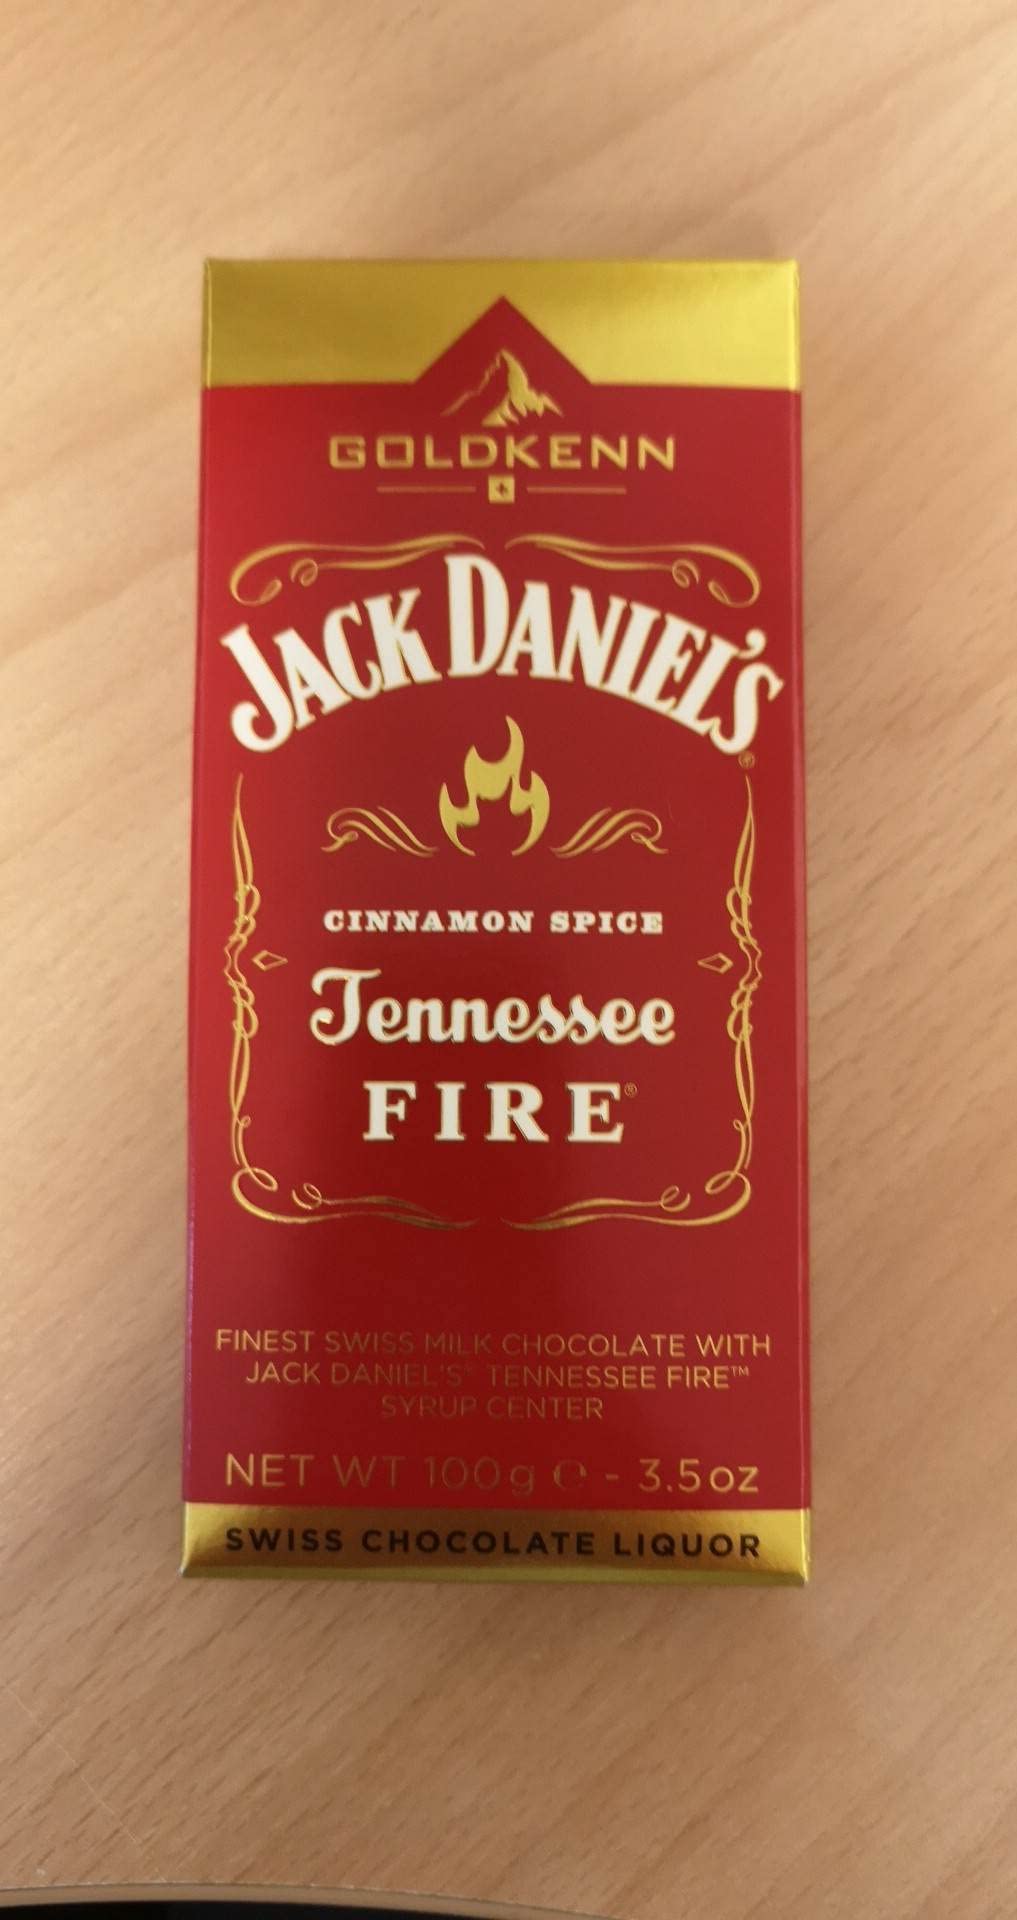 GOLDKENN
JACK DANIEL'S®
CINNAMON SPICE
Tennessee
FIRE®
FINEST SWISS MILK CHOCOLATE WITH
JACK DANIEL'S® TENNESSEE FIRE™
SYRUP CENTER
NET WT 100g ℮ - 3.5oz
SWISS CHOCOLATE LIQUOR